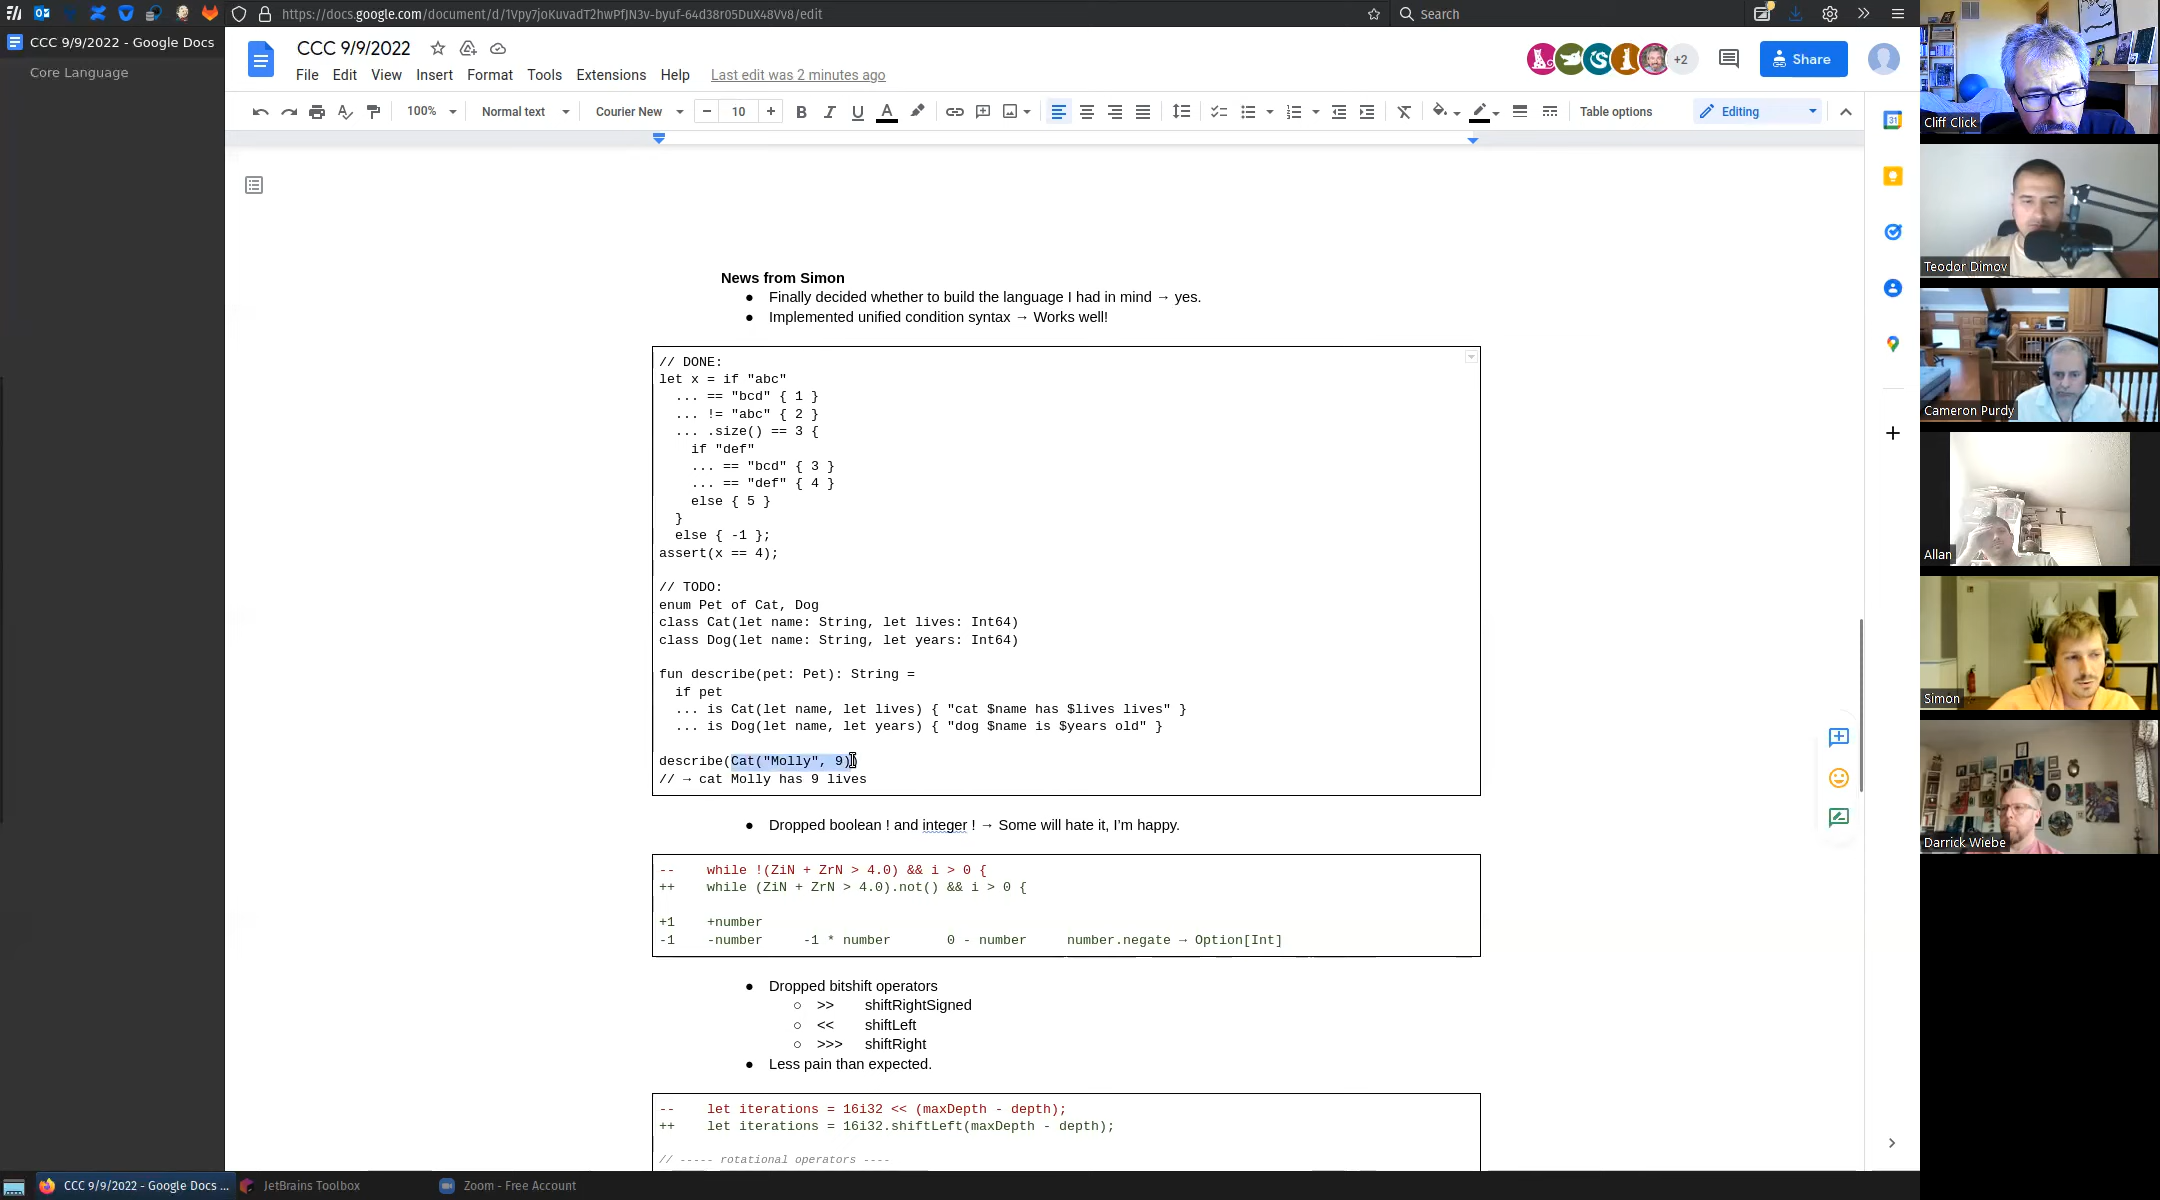 https://docs.google.com/document/d/1Vpy7joKuvadT2hwPfJN3v-byuf-64d38r05DuX48Vv8/edit
Search
CCC 9/9/2022 - Google Docs
Core Language
CCC 9/9/2022
File Edit View Insert Format Tools Extensions Help Last edit was 2 minutes ago
+2
Share
100% Normal text Courier New 10 Table options Editing
News from Simon
● Finally decided whether to build the language I had in mind → yes.
● Implemented unified condition syntax → Works well!
// DONE:
let x = if "abc"
... == "bcd" { 1 }
... != "abc" { 2 }
... .size() == 3 {
if "def"
... == "bcd" { 3 }
... == "def" { 4 }
else { 5 }
}
else { -1 };
assert(x == 4);
// TODO:
enum Pet of Cat, Dog
class Cat(let name: String, let lives: Int64)
class Dog(let name: String, let years: Int64)
fun describe(pet: Pet): String =
if pet
... is Cat(let name, let lives) { "cat $name has $lives lives" }
... is Dog(let name, let years) { "dog $name is $years old" }
describe(Cat("Molly", 9))
// → cat Molly has 9 lives
● Dropped boolean ! and integer ! → Some will hate it, I'm happy.
-- while !(ZiN + ZrN > 4.0) && i > 0 {
++ while (ZiN + ZrN > 4.0).not() && i > 0 {
+1 +number
-1 -number -1 * number 0 - number number.negate → Option[Int]
● Dropped bitshift operators
○ >> shiftRightSigned
○ << shiftLeft
○ >>> shiftRight
● Less pain than expected.
-- let iterations = 16i32 << (maxDepth - depth);
++ let iterations = 16i32.shiftLeft(maxDepth - depth);
// ----- rotational operators ----
Cliff Click
Teodor Dimov
Cameron Purdy
Allan
Simon
Darrick Wiebe
31
CCC 9/9/2022 - Google Docs ...
JetBrains Toolbox
Zoom - Free Account